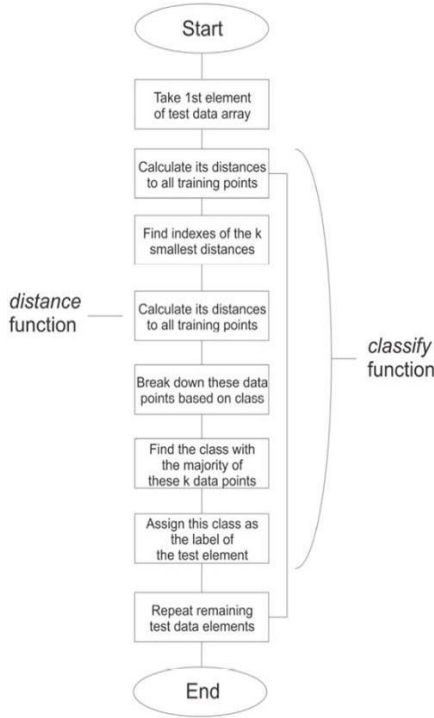 Start
Take 1st element
of test data array
Calculate its distances
to all training points
Find indexes of the k
smallest distances
distance
function
Calculate its distances
to all training points
classify
function
Break down these data
points based on class
Find the class with
the majority of
these k data points
Assign this class as
the label of
the test element
Repeat remaining
test data elements
End